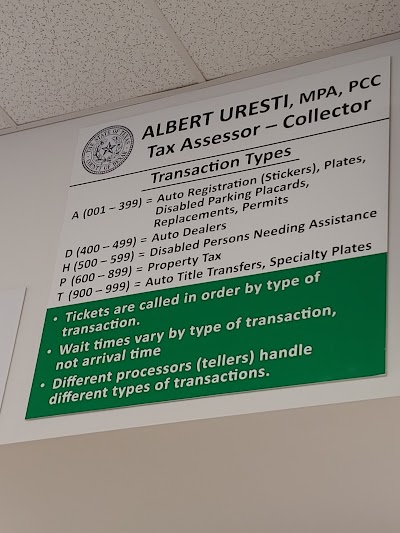 ALBERT URESTI, MPA, PCC
Tax Assessor – Collector
Transaction Types
A (001 – 399) = Auto Registration (Stickers), Plates,
Disabled Parking Placards,
Replacements, Permits
D (400 – 499) = Auto Dealers
H (500 – 599) = Disabled Persons Needing Assistance
P (600 – 899) = Property Tax
T (900 – 999) = Auto Title Transfers, Specialty Plates
• Tickets are called in order by type of
transaction.
• Wait times vary by type of transaction,
not arrival time
• Different processors (tellers) handle
different types of transactions.